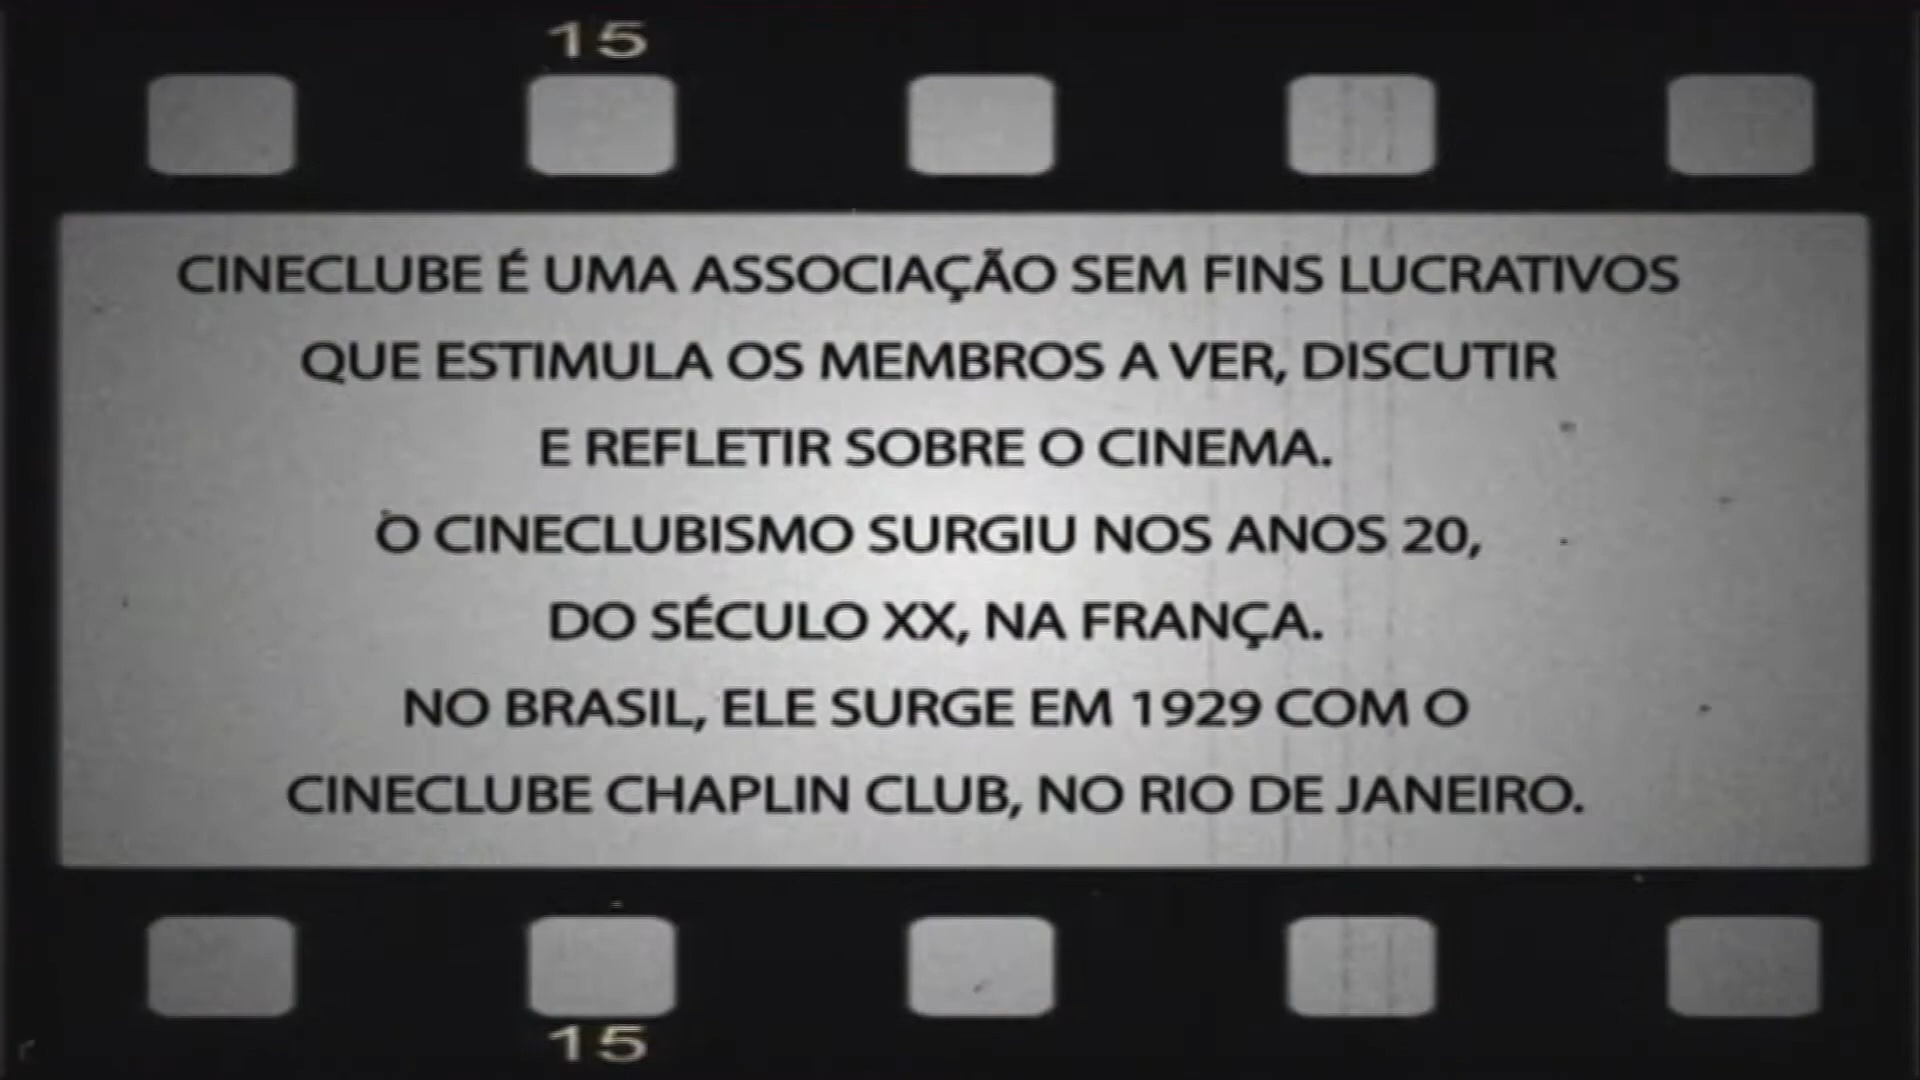 15
CINECLUBE É UMA ASSOCIAÇÃO SEM FINS LUCRATIVOS
QUE ESTIMULA OS MEMBROS A VER, DISCUTIR
E REFLETIR SOBRE O CINEMA.
O CINECLUBISMO SURGIU NOS ANOS 20,
DO SÉCULO XX, NA FRANÇA.
NO BRASIL, ELE SURGE EM 1929 COM O
CINECLUBE CHAPLIN CLUB, NO RIO DE JANEIRO.
15